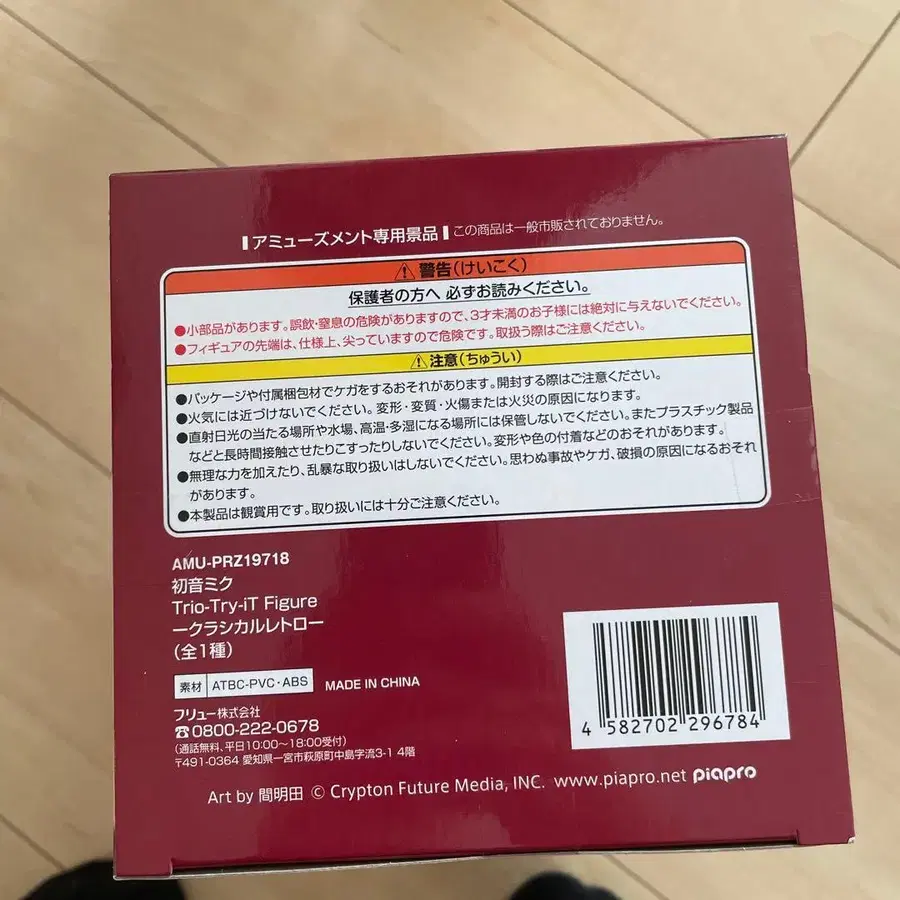 アミューズメント専用景品 この商品は一般市販されておりません。
警告(けいこく)
保護者の方へ 必ずお読みください。
●小部品があります。誤飲・窒息の危険がありますので、3才未満のお子様には絶対に与えないでください。
●フィギュアの先端は、仕様上、尖っていますので危険です。取扱う際はご注意ください。
注意(ちゅうい)
●パッケージや付属梱包材でケガをするおそれがあります。開封する際はご注意ください。
●火気には近づけないでください。変形・変質・火傷または火災の原因になります。
●直射日光の当たる場所や水場、高温・多湿になる場所には保管しないでください。またプラスチック製品
などと長時間接触させたりこすったりしないでください。変形や色の付着などのおそれがあります。
●無理な力を加えたり、乱暴な取り扱いはしないでください。思わぬ事故やケガ、破損の原因になるおそれ
があります。
●本製品は観賞用です。取り扱いには十分ご注意ください。
AMU-PRZ19718
初音ミク
Trio-Try-iT Figure
ークラシカルレトロー
(全1種)
素材 ATBC-PVC・ABS MADE IN CHINA
フリュー株式会社
☎0800-222-0678
(通話無料、平日10:00〜18:00受付)
〒491-0364 愛知県一宮市萩原町中島字流3-1 4階
4 582702 296784
Art by 間明田 © Crypton Future Media, INC. www.piapro.net piapro